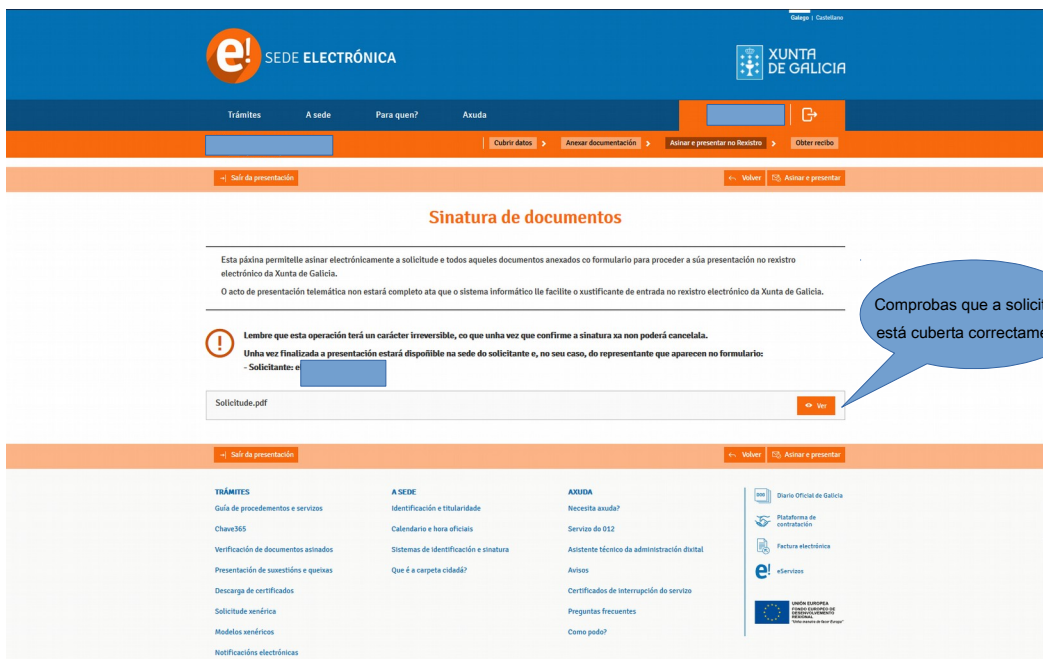 Galego | Castellano
e! SEDE ELECTRÓNICA
XUNTA
DE GALICIA
Trámites A sede Para quen? Axuda
Cubrir datos > Anexar documentación > Asinar e presentar no Rexistro > Obter recibo
Saír da presentación
Volver Asinar e presentar
Sinatura de documentos
Esta páxina permitelle asinar electrónicamente a solicitude e todos aqueles documentos anexados co formulario para proceder a súa presentación no rexistro
electrónico da Xunta de Galicia.
O acto de presentación telemática non estará completo ata que o sistema informático lle facilite o xustificante de entrada no rexistro electrónico da Xunta de Galicia.
Comprobas que a solicit
está cuberta correctame
Lembre que esta operación terá un carácter irreversible, co que unha vez que confirme a sinatura xa non poderá cancelala.
Unha vez finalizada a presentación estará dispoñible na sede do solicitante e, no seu caso, do representante que aparecen no formulario:
- Solicitante: e
Solicitude.pdf
Ver
Saír da presentación
Volver Asinar e presentar
TRÁMITES
Guía de procedementos e servizos
Chave365
Verificación de documentos asinados
Presentación de suxestións e queixas
Descarga de certificados
Solicitude xenérica
Modelos xenéricos
Notificacións electrónicas
A SEDE
Identificación e titularidade
Calendario e hora oficiais
Sistemas de identificación e sinatura
Que é a carpeta cidadá?
AXUDA
Necesita axuda?
Servizo do 012
Asistente técnico da administración dixital
Avisos
Certificados de interrupción do servizo
Preguntas frecuentes
Como podo?
Diario Oficial de Galicia
Plataforma de
contratación
Factura electrónica
e! eServizos
UNIÓN EUROPEA
FONDO EUROPEO DE
DESENVOLVEMENTO
REXIONAL
"Unha maneira de facer Europa"